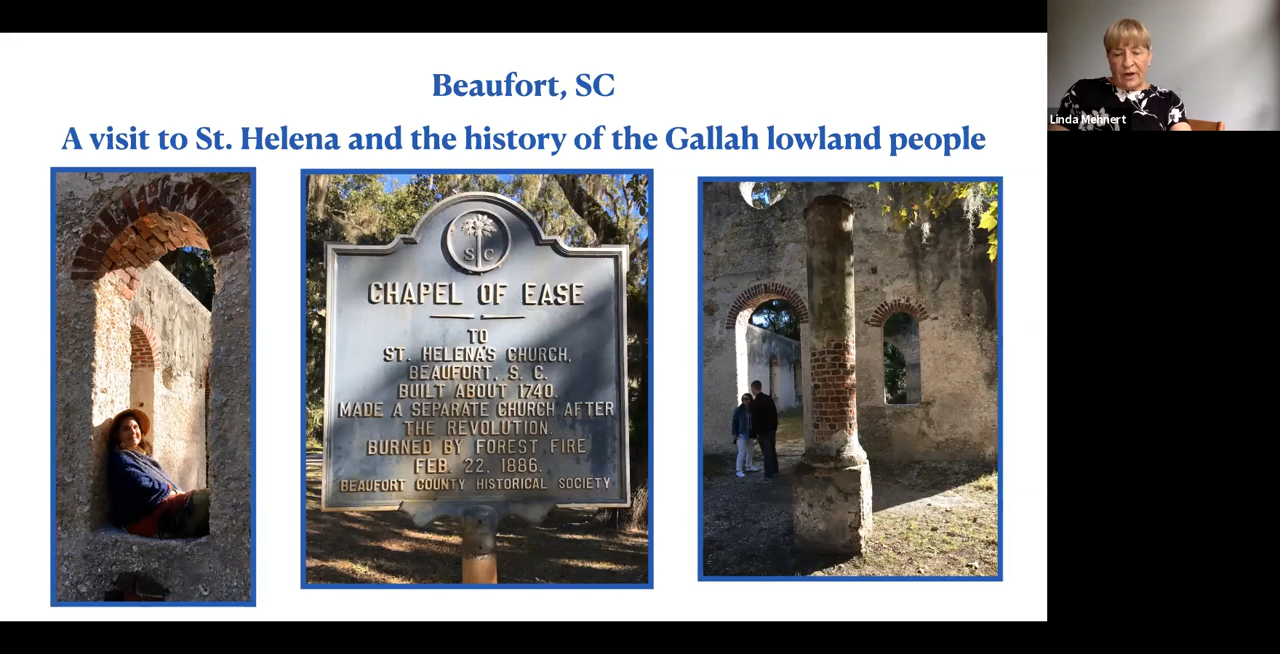 Beaufort, SC
A visit to St. Helena and the history of the Gallah lowland people
S C
CHAPEL OF EASE
TO
ST. HELENA'S CHURCH,
BEAUFORT, S. C.
BUILT ABOUT 1740.
MADE A SEPARATE CHURCH AFTER
THE REVOLUTION.
BURNED BY FOREST FIRE
FEB. 22, 1886.
BEAUFORT COUNTY HISTORICAL SOCIETY
Linda Mehnert